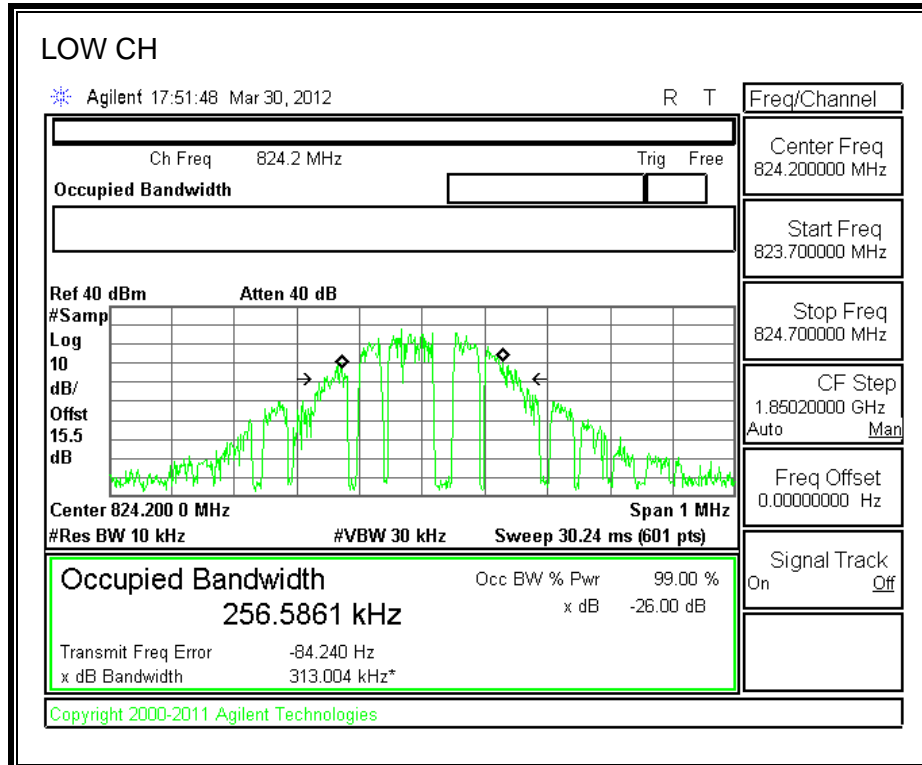 LOW CH
Agilent 17:51:48 Mar 30, 2012 R T
Freq/Channel
Ch Freq 824.2 MHz Trig Free
Occupied Bandwidth
Center Freq
824.200000 MHz
Start Freq
823.700000 MHz
Stop Freq
824.700000 MHz
CF Step
1.85020000 GHz
Auto Man
Freq Offset
0.00000000 Hz
Signal Track
On Off
Ref 40 dBm Atten 40 dB
#Samp
Log
10
dB/
Offst
15.5
dB
Center 824.200 0 MHz Span 1 MHz
#Res BW 10 kHz #VBW 30 kHz Sweep 30.24 ms (601 pts)
Occupied Bandwidth Occ BW % Pwr 99.00 %
256.5861 kHz x dB -26.00 dB
Transmit Freq Error -84.240 Hz
x dB Bandwidth 313.004 kHz*
Copyright 2000-2011 Agilent Technologies